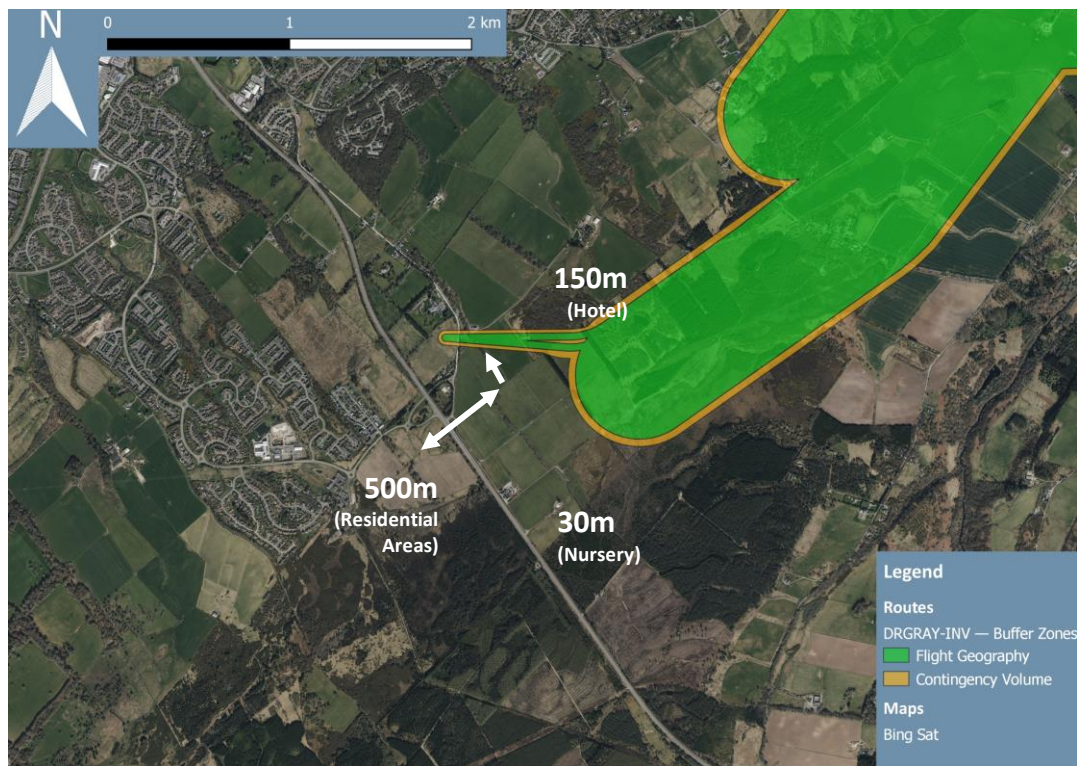 N
0 1 2 km
150m
(Hotel)
500m
(Residential
Areas)
30m
(Nursery)
Legend
Routes
DRGRAY-INV — Buffer Zones
Flight Geography
Contingency Volume
Maps
Bing Sat